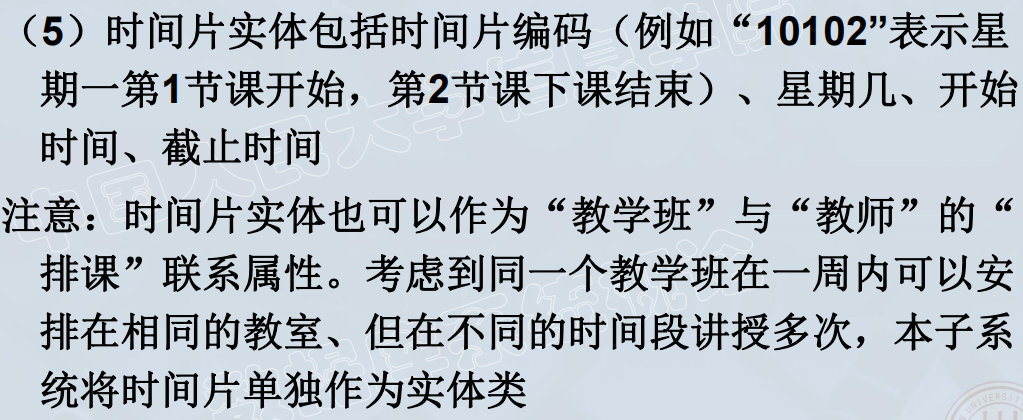 （5）时间片实体包括时间片编码（例如“10102”表示星
期一第1节课开始，第2节课下课结束）、星期几、开始
时间、截止时间
注意：时间片实体也可以作为“教学班”与“教师”的“
排课”联系属性。考虑到同一个教学班在一周内可以安
排在相同的教室、但在不同的时间段讲授多次，本子系
统将时间片单独作为实体类